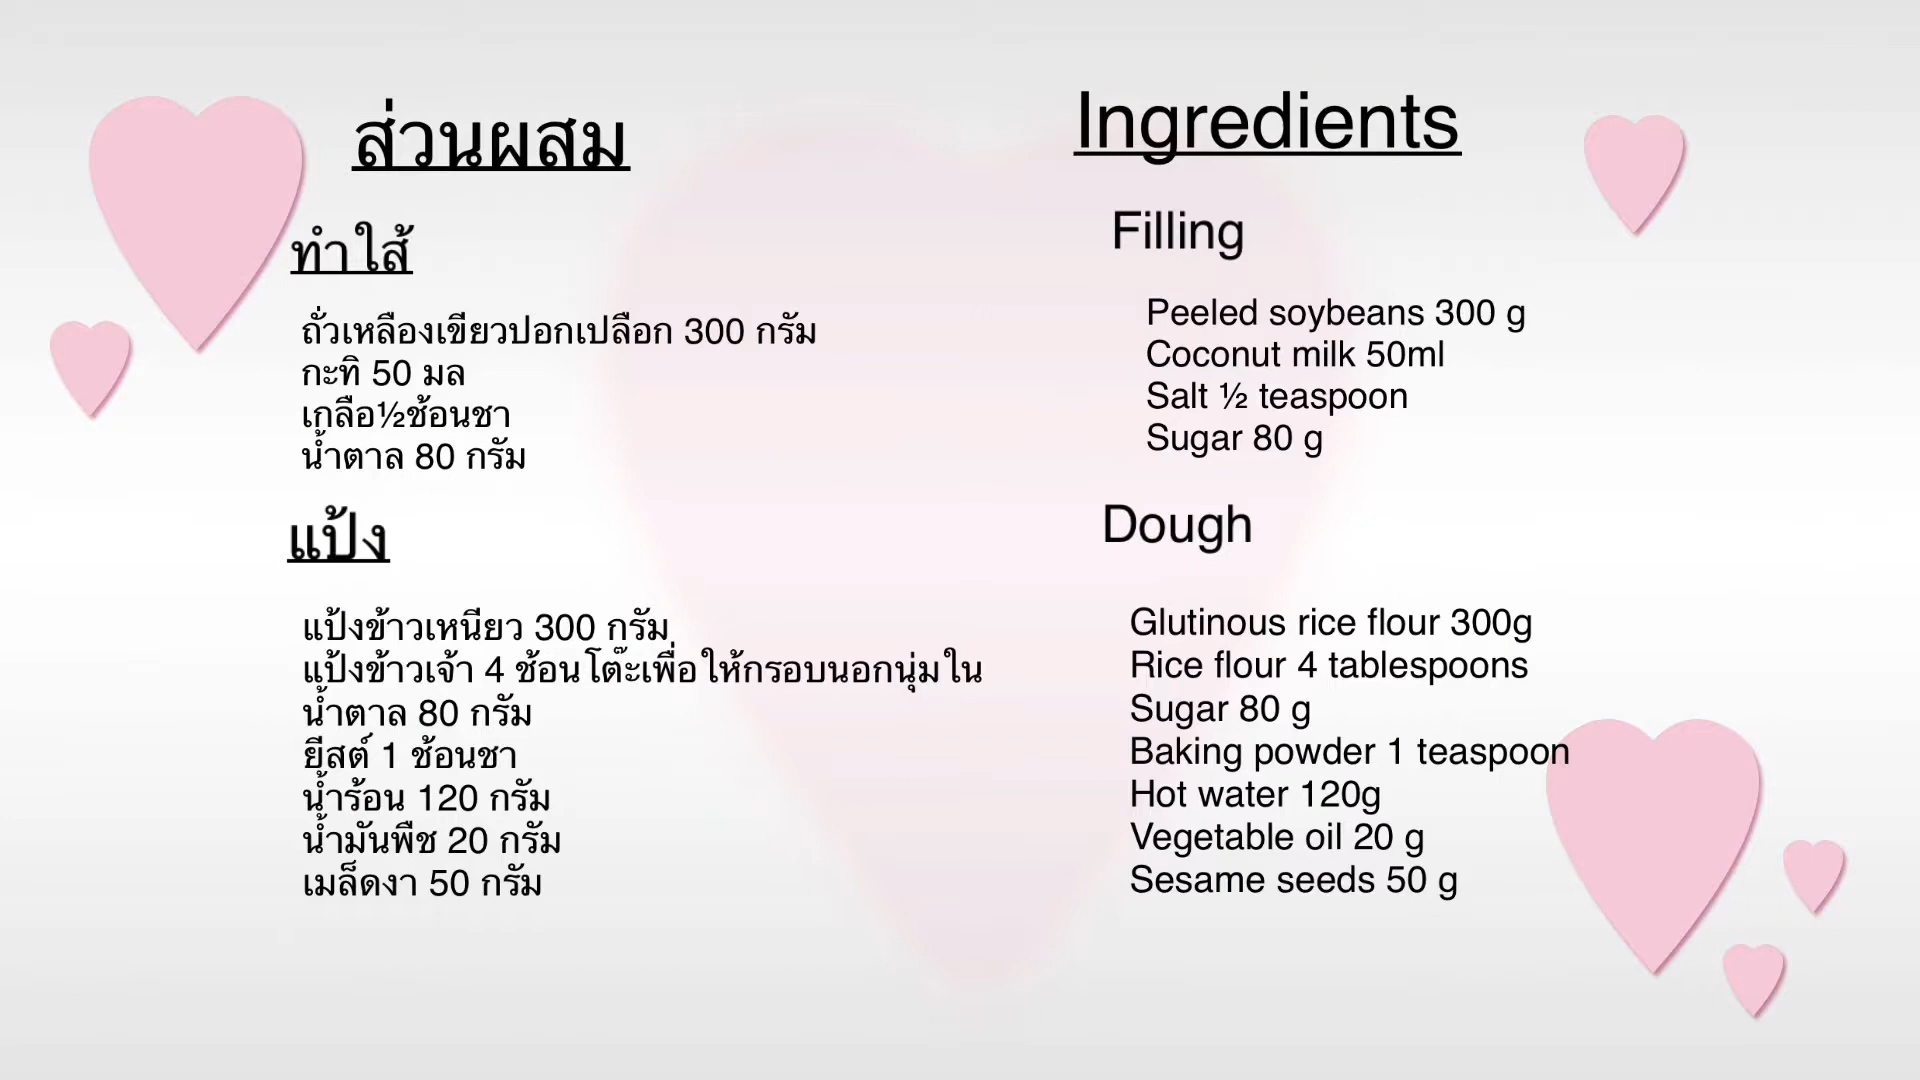 ส่วนผสม
ทำใส้
ถั่วเหลืองเขียวปอกเปลือก 300 กรัม
กะทิ 50 มล
เกลือ½ช้อนชา
น้ำตาล 80 กรัม
แป้ง
แป้งข้าวเหนียว 300 กรัม
แป้งข้าวเจ้า 4 ช้อนโต๊ะเพื่อให้กรอบนอกนุ่มใน
น้ำตาล 80 กรัม
ยีสต์ 1 ช้อนชา
น้ำร้อน 120 กรัม
น้ำมันพืช 20 กรัม
เมล็ดงา 50 กรัม
Ingredients
Filling
Peeled soybeans 300 g
Coconut milk 50ml
Salt ½ teaspoon
Sugar 80 g
Dough
Glutinous rice flour 300g
Rice flour 4 tablespoons
Sugar 80 g
Baking powder 1 teaspoon
Hot water 120g
Vegetable oil 20 g
Sesame seeds 50 g